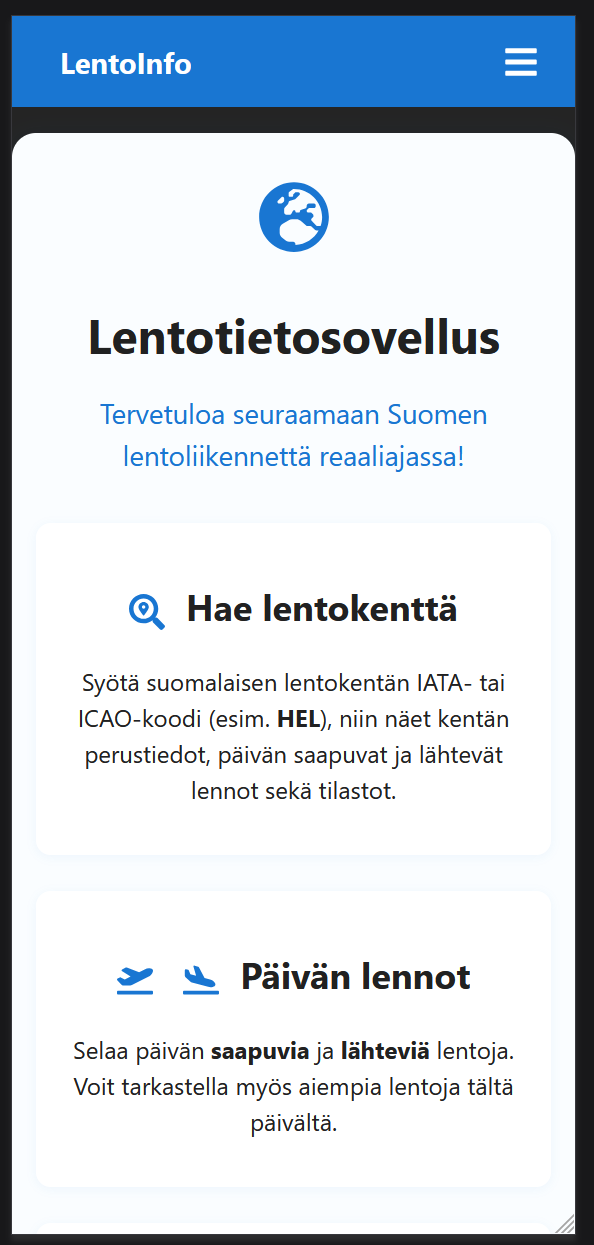 LentoInfo
Lentotietosovellus
Tervetuloa seuraamaan Suomen
lentoliikennettä reaaliajassa!
Hae lentokenttä
Syötä suomalaisen lentokentän IATA- tai
ICAO-koodi (esim. HEL), niin näet kentän
perustiedot, päivän saapuvat ja lähtevät
lennot sekä tilastot.
Päivän lennot
Selaa päivän saapuvia ja lähteviä lentoja.
Voit tarkastella myös aiempia lentoja tältä
päivältä.